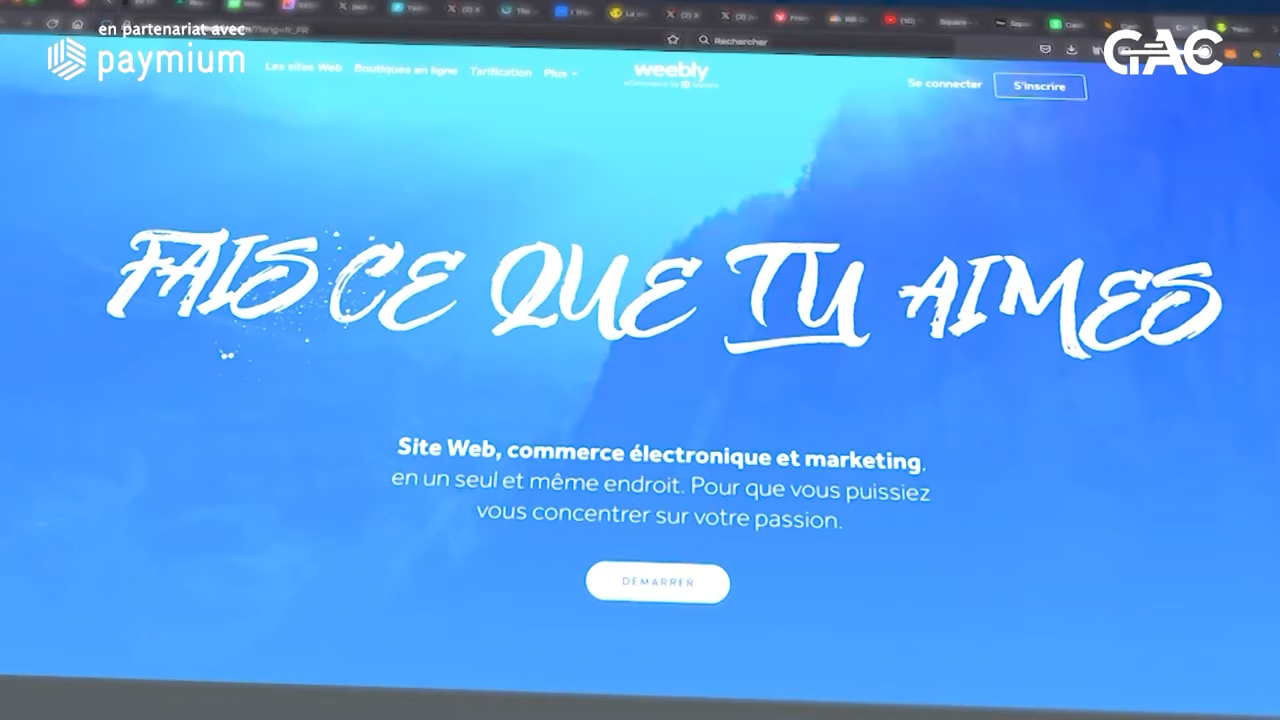 en partenariat avec
paymium
GAC
Rechercher
Les sites Web Boutiques en ligne Tarification Plus
weebly
Se connecter
S'inscrire
FAIS CE QUE TU AIMES
Site Web, commerce électronique et marketing,
en un seul et même endroit. Pour que vous puissiez
vous concentrer sur votre passion.
DÉMARRER